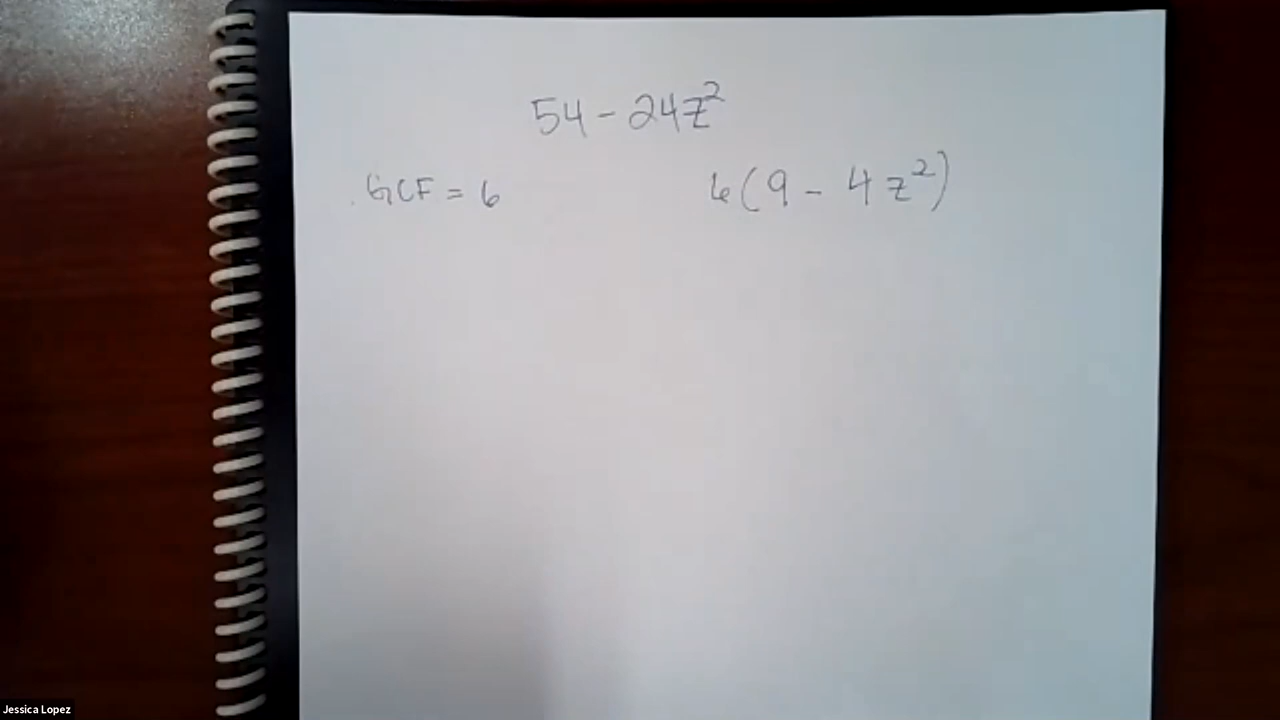 54 - 24z²
GCF = 6 6(9 - 4z²)
Jessica Lopez